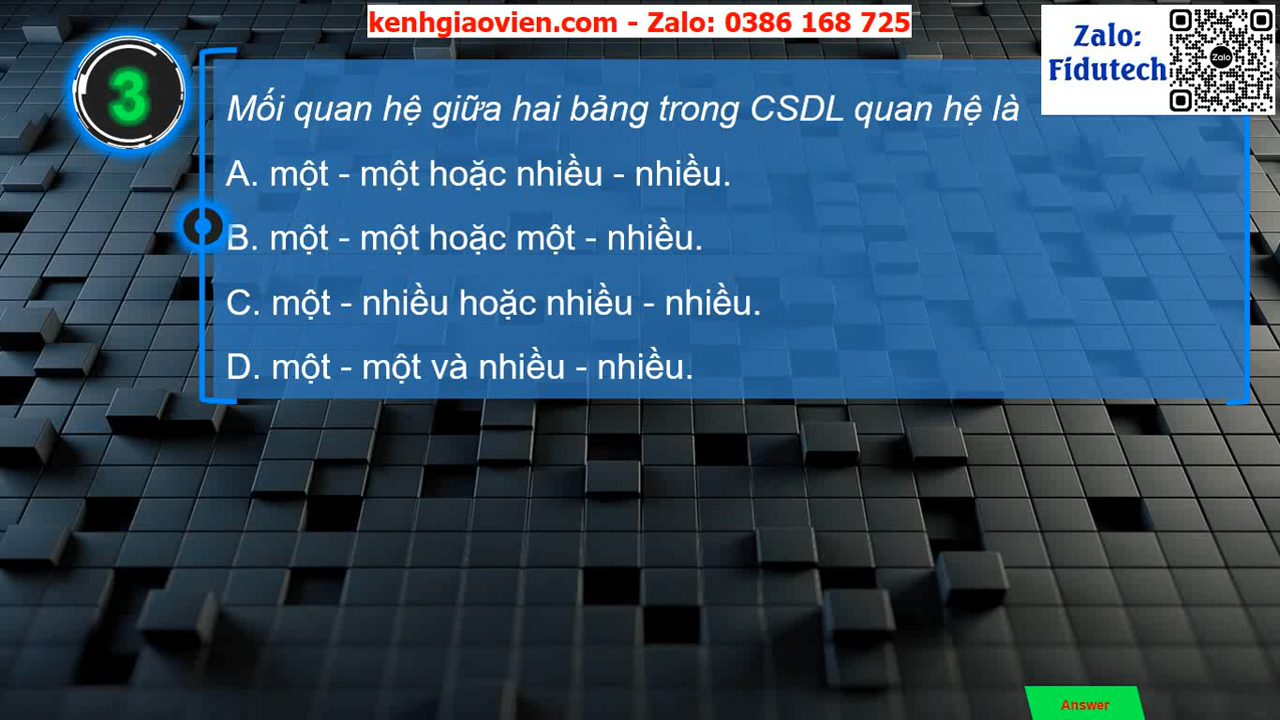 kenhgiaovien.com - Zalo: 0386 168 725
Zalo:
Fidutech
Zalo
3
Mối quan hệ giữa hai bảng trong CSDL quan hệ là
A. một - một hoặc nhiều - nhiều.
B. một - một hoặc một - nhiều.
C. một - nhiều hoặc nhiều - nhiều.
D. một - một và nhiều - nhiều.
Answer